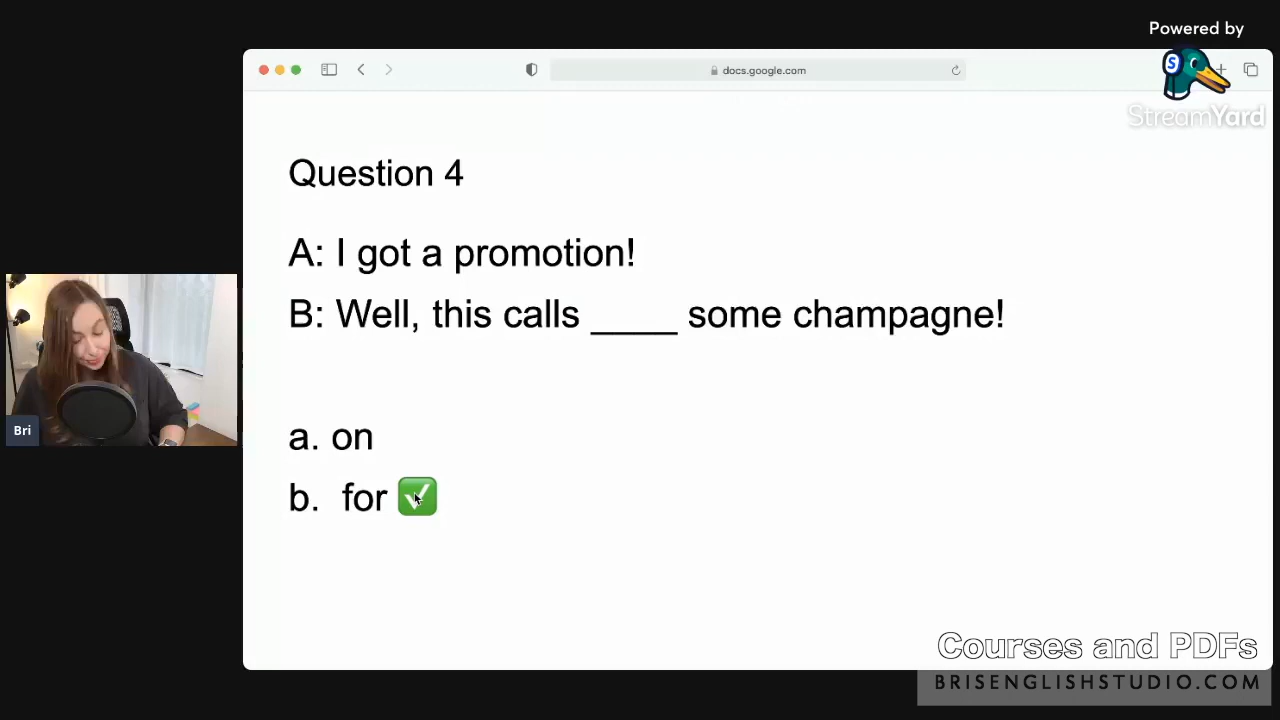 Powered by
docs.google.com
S
StreamYard
Question 4
A: I got a promotion!
B: Well, this calls ____ some champagne!
a. on
b. for ✅
Bri
Courses and PDFs
BRISENGLISHSTUDIO.COM